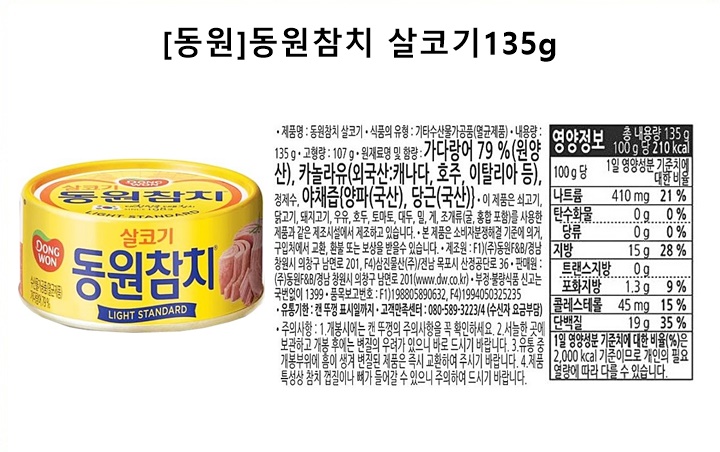 [동원]동원참치 살코기135g
살코기
동원참치
LIGHT STANDARD
DONG WON
살코기
동원참치
LIGHT STANDARD
• 제품명 : 동원참치 살코기 • 식품의 유형 : 기타수산물가공품(멸균제품) • 내용량 :
135 g • 고형량 : 107 g • 원재료명 및 함량 : 가다랑어 79 %(원양
산), 카놀라유(외국산:캐나다, 호주, 이탈리아 등),
정제수, 야채즙{양파(국산), 당근(국산)} • 이 제품은 쇠고기,
닭고기, 돼지고기, 우유, 호두, 토마토, 대두, 밀, 게, 조개류(굴, 홍합 포함)를 사용한
제품과 같은 제조시설에서 제조하고 있습니다. • 본 제품은 소비자분쟁해결 기준에 의거,
구입처에서 교환, 환불 또는 보상을 받을수 있습니다. • 제조원 : F1)(주)동원F&B/경남
창원시 의창구 남면로 201, F4)삼진물산(주)/전남 목포시 산정공단로 36 • 판매원 :
(주)동원F&B/경남 창원시 의창구 남면로 201(www.dw.co.kr) • 부정·불량식품 신고는
국번없이 1399 • 품목보고번호 : F1)198805890632, F4)1994050325235
• 유통기한 : 캔 뚜껑 표시일까지 • 고객만족센터 : 080-589-3223/4 (수신자 요금부담)
• 주의사항 : 1.개봉시에는 캔 뚜껑의 주의사항을 꼭 확인하세요. 2.서늘한 곳에
보관하고 개봉 후에는 변질의 우려가 있으니 바로 드시기 바랍니다. 3.유통 중
개봉부위에 흠이 생겨 변질된 제품은 즉시 교환하여 주시기 바랍니다. 4.제품
특성상 참치 껍질이나 뼈가 들어갈 수 있으니 주의하여 드시기 바랍니다.
영양정보 총 내용량 135 g
100 g 당 210 kcal
100 g 당 1일 영양성분 기준치에 대한 비율
나트륨 410 mg 21 %
탄수화물 0 g 0 %
당류 0 g 0 %
지방 15 g 28 %
트랜스지방 0 g
포화지방 1.3 g 9 %
콜레스테롤 45 mg 15 %
단백질 19 g 35 %
1일 영양성분 기준치에 대한 비율(%)은
2,000 kcal 기준이므로 개인의 필요
열량에 따라 다를 수 있습니다.